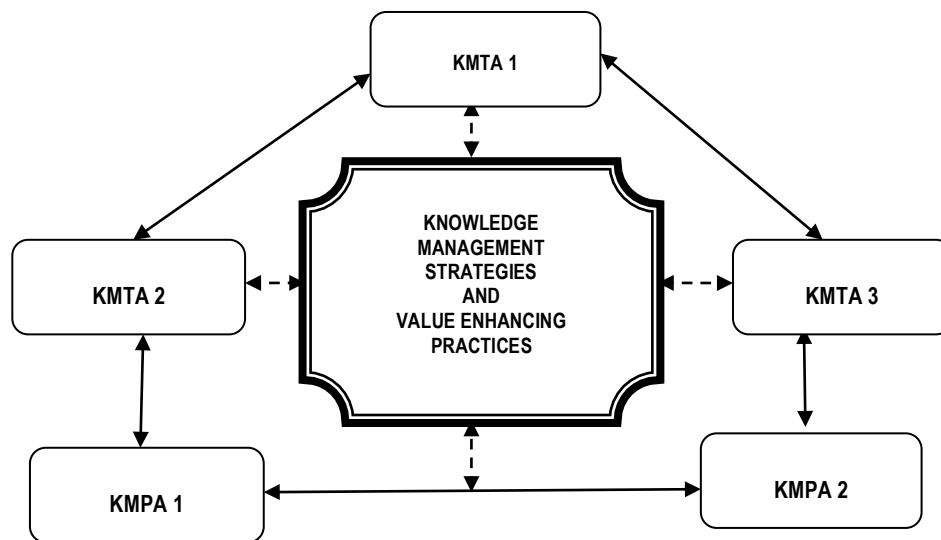 KMTA 1
KNOWLEDGE
MANAGEMENT
STRATEGIES
AND
VALUE ENHANCING
PRACTICES
KMTA 2
KMTA 3
KMPA 1
KMPA 2